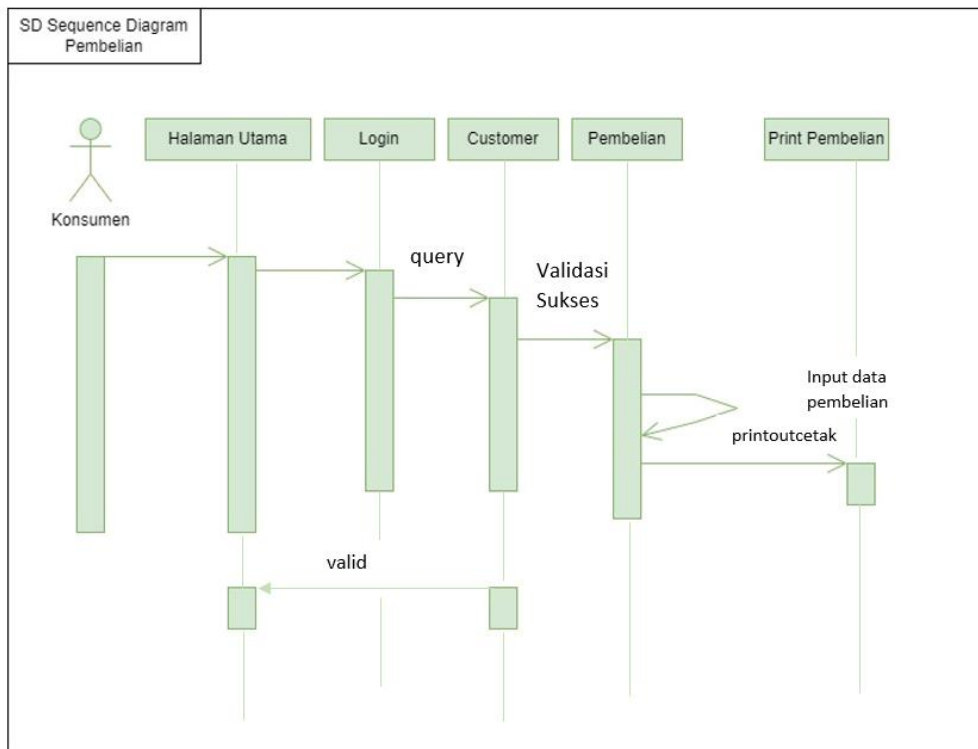 SD Sequence Diagram
Pembelian
Halaman Utama
Login
Customer
Pembelian
Print Pembelian
Konsumen
query
Validasi
Sukses
Input data
pembelian
printoutcetak
valid